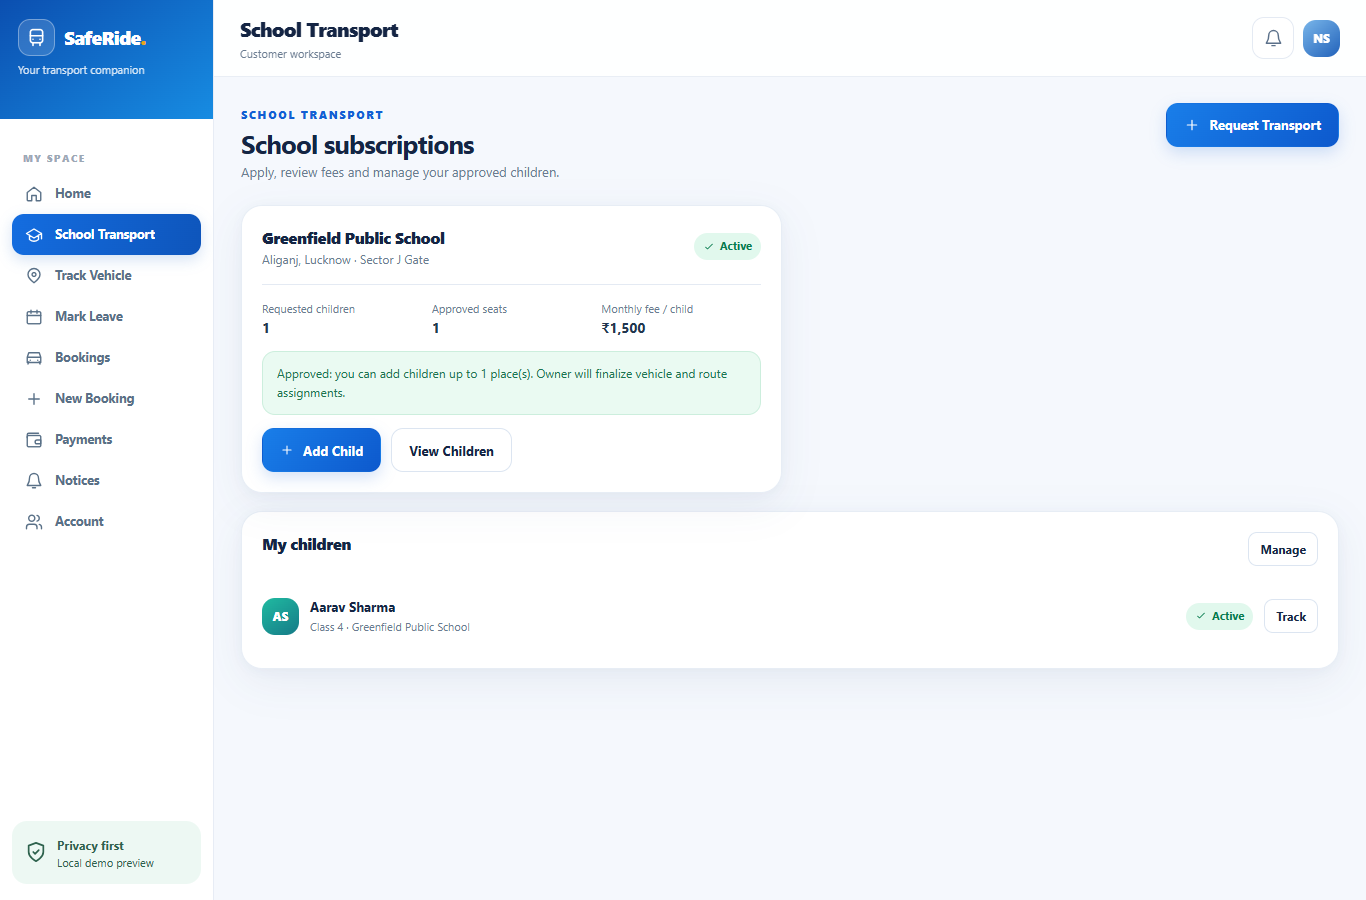 SafeRide.
Your transport companion
MY SPACE
Home
School Transport
Track Vehicle
Mark Leave
Bookings
New Booking
Payments
Notices
Account
Privacy first
Local demo preview
School Transport
Customer workspace
NS
SCHOOL TRANSPORT
School subscriptions
Apply, review fees and manage your approved children.
Request Transport
Greenfield Public School
Aliganj, Lucknow · Sector J Gate
Active
Requested children
1
Approved seats
1
Monthly fee / child
₹1,500
Approved: you can add children up to 1 place(s). Owner will finalize vehicle and route
assignments.
Add Child
View Children
My children
Manage
AS
Aarav Sharma
Class 4 · Greenfield Public School
Active
Track